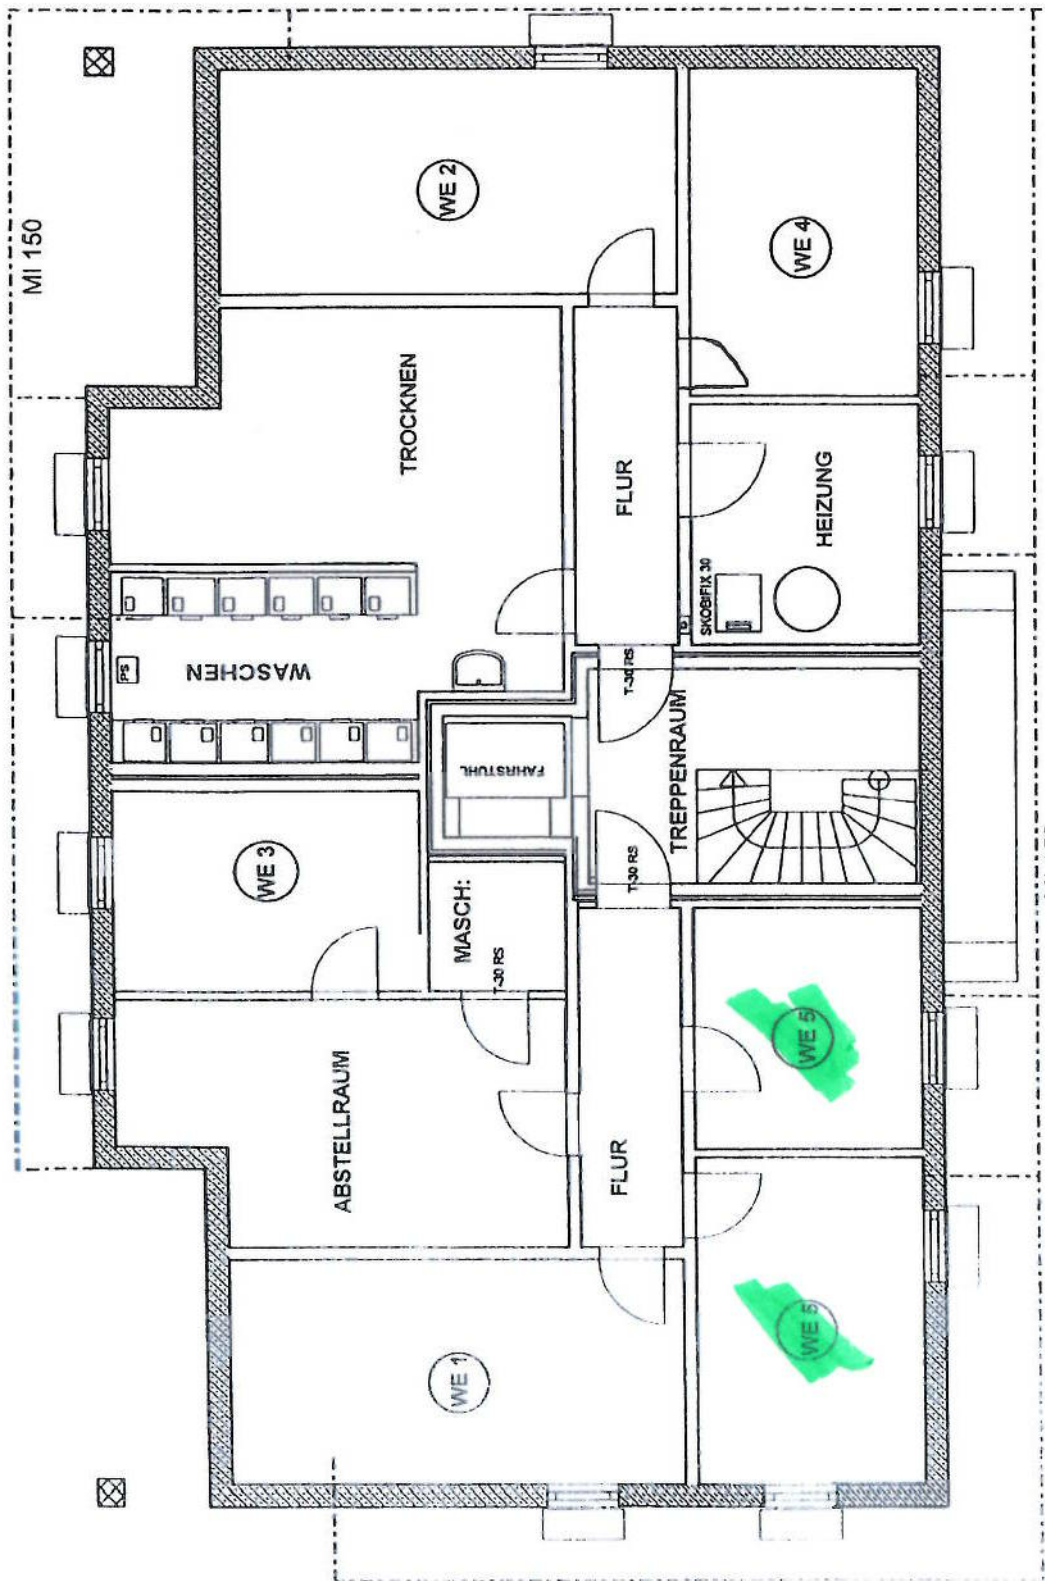 MI 150
WE 2
WE 4
TROCKNEN
FLUR
HEIZUNG
SKOBIFIX 30
PS
WASCHEN
T-30 RS
FAHRSTUHL
TREPPENRAUM
T-30 RS
WE 3
MASCH:
T-30 RS
WE 5
ABSTELLRAUM
FLUR
WE 1
WE 5